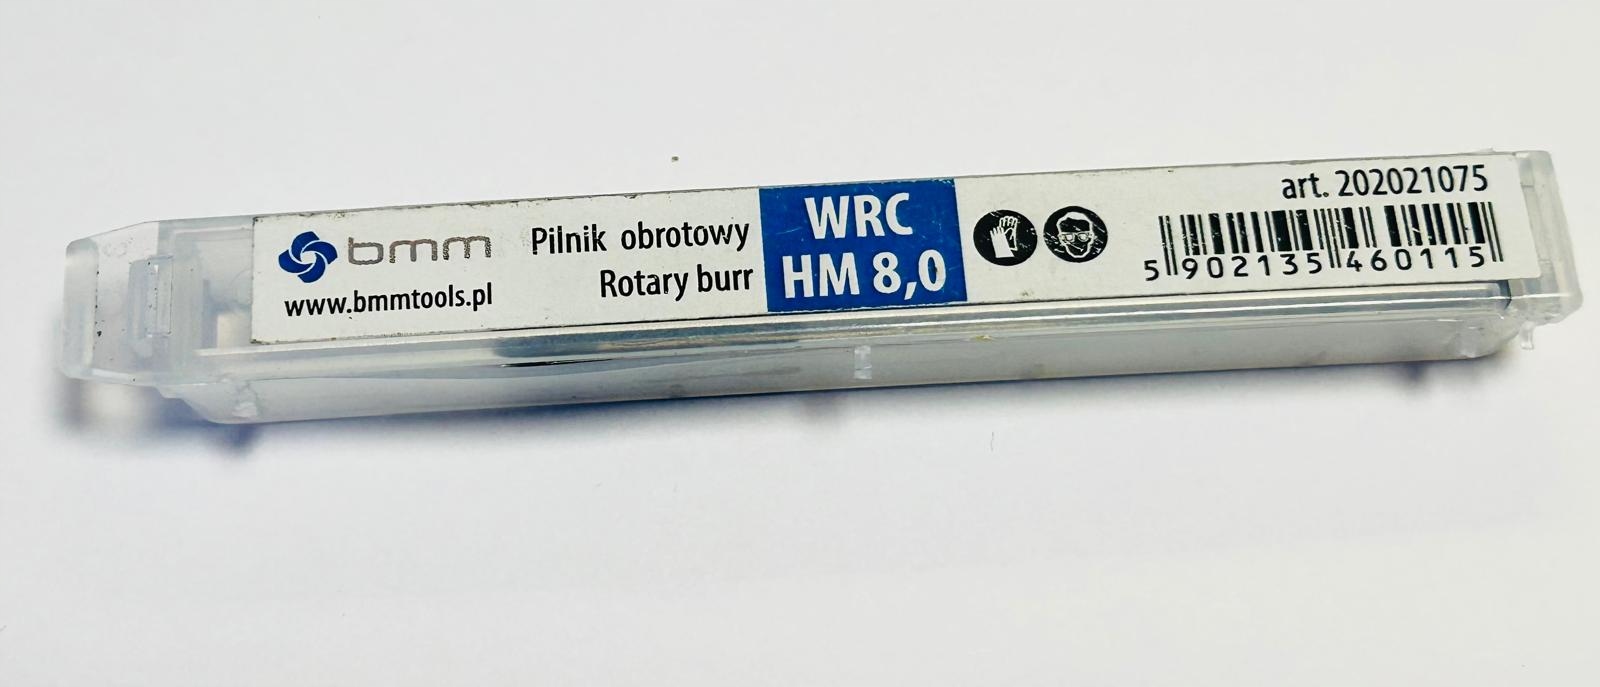 bmm
www.bmmtools.pl
Pilnik obrotowy
Rotary burr
WRC
HM 8,0
art. 202021075
5 902135 460115